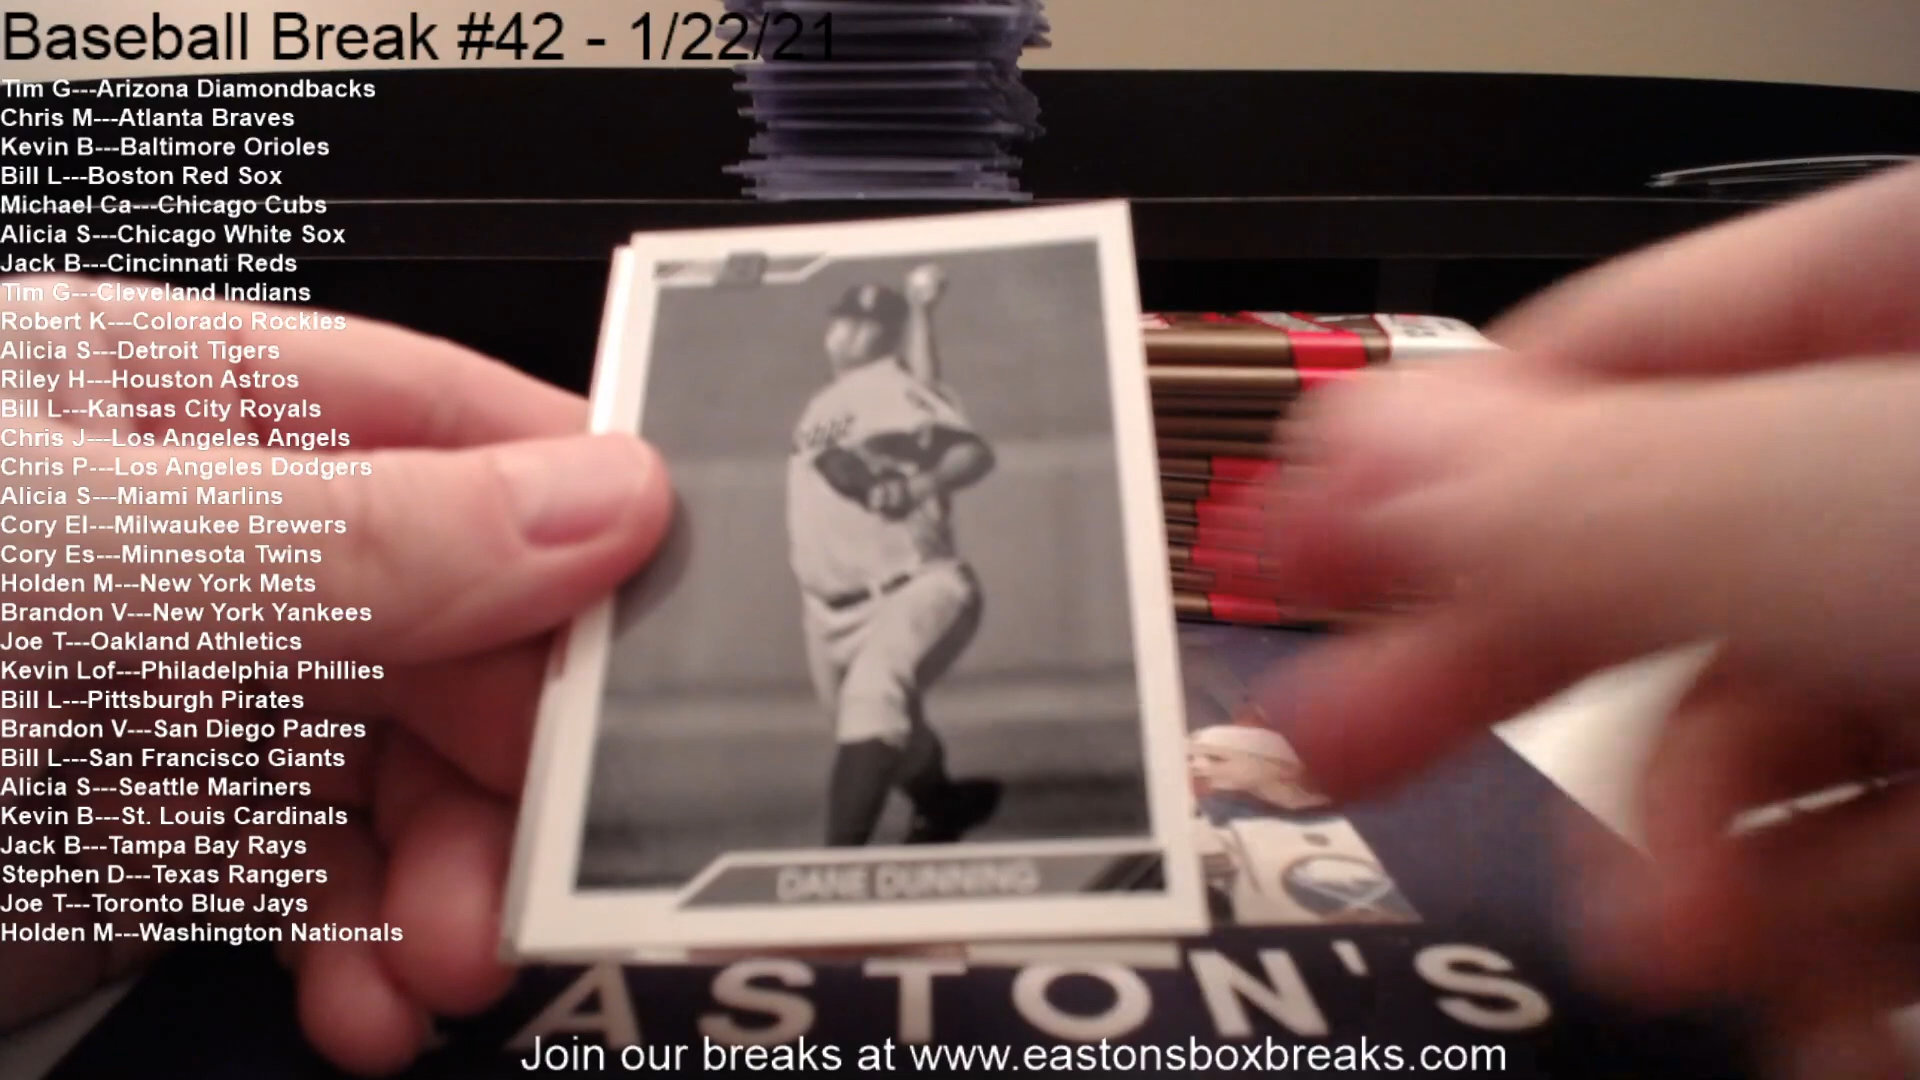 Baseball Break #42 - 1/22/21
Tim G---Arizona Diamondbacks
Chris M---Atlanta Braves
Kevin B---Baltimore Orioles
Bill L---Boston Red Sox
Michael Ca---Chicago Cubs
Alicia S---Chicago White Sox
Jack B---Cincinnati Reds
Tim G---Cleveland Indians
Robert K---Colorado Rockies
Alicia S---Detroit Tigers
Riley H---Houston Astros
Bill L---Kansas City Royals
Chris J---Los Angeles Angels
Chris P---Los Angeles Dodgers
Alicia S---Miami Marlins
Cory El---Milwaukee Brewers
Cory Es---Minnesota Twins
Holden M---New York Mets
Brandon V---New York Yankees
Joe T---Oakland Athletics
Kevin Lof---Philadelphia Phillies
Bill L---Pittsburgh Pirates
Brandon V---San Diego Padres
Bill L---San Francisco Giants
Alicia S---Seattle Mariners
Kevin B---St. Louis Cardinals
Jack B---Tampa Bay Rays
Stephen D---Texas Rangers
Joe T---Toronto Blue Jays
Holden M---Washington Nationals
DANE DUNNING
EASTON'S
Join our breaks at www.eastonsboxbreaks.com